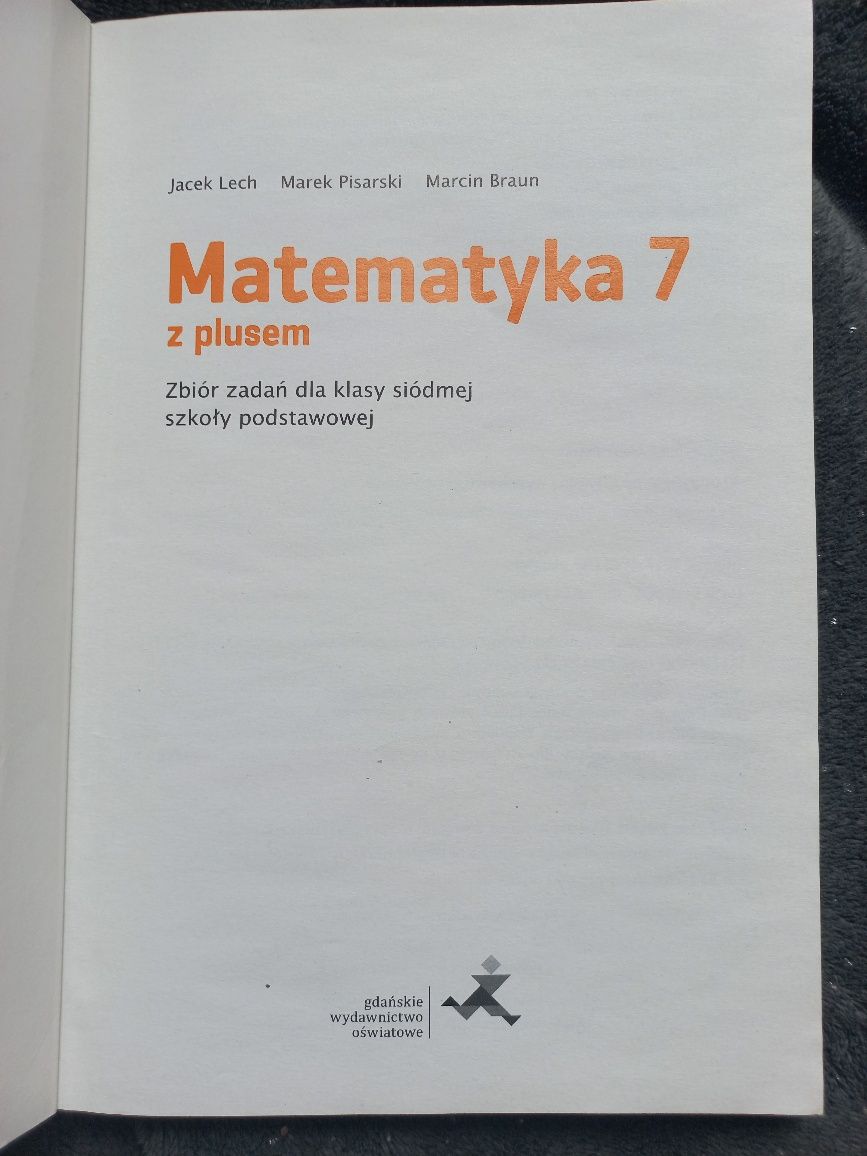 Jacek Lech Marek Pisarski Marcin Braun
Matematyka 7
z plusem
Zbiór zadań dla klasy siódmej
szkoły podstawowej
gdańskie
wydawnictwo
oświatowe